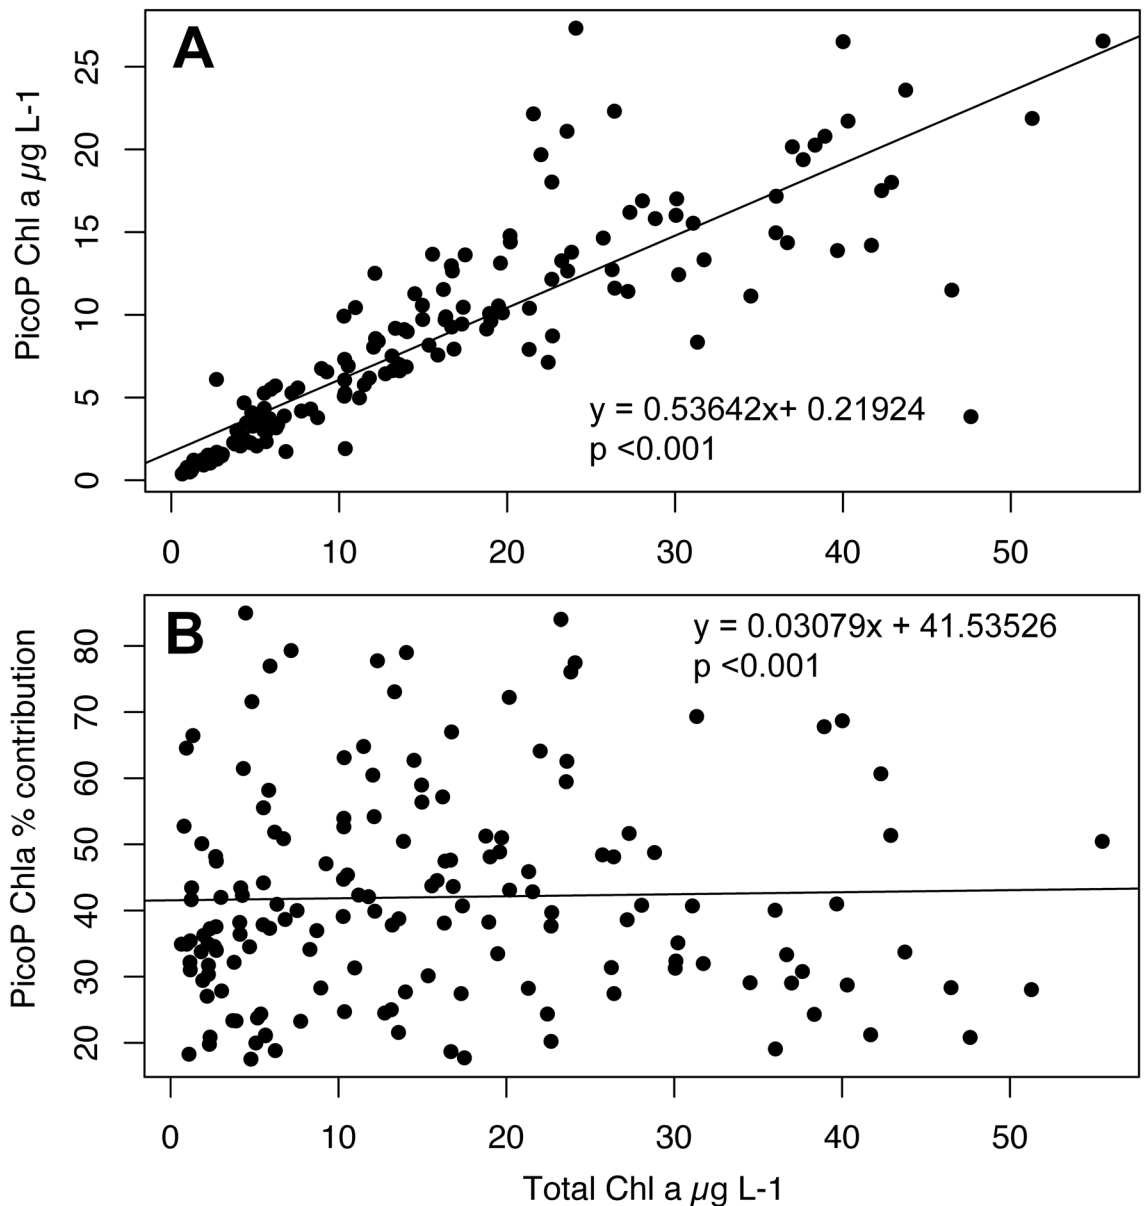 A
PicoP Chl a µg L-1
25
20
15
10
5
0
y = 0.53642x+ 0.21924
p <0.001
0 10 20 30 40 50
B
PicoP Chla % contribution
80
70
60
50
40
30
20
y = 0.03079x + 41.53526
p <0.001
0 10 20 30 40 50
Total Chl a µg L-1